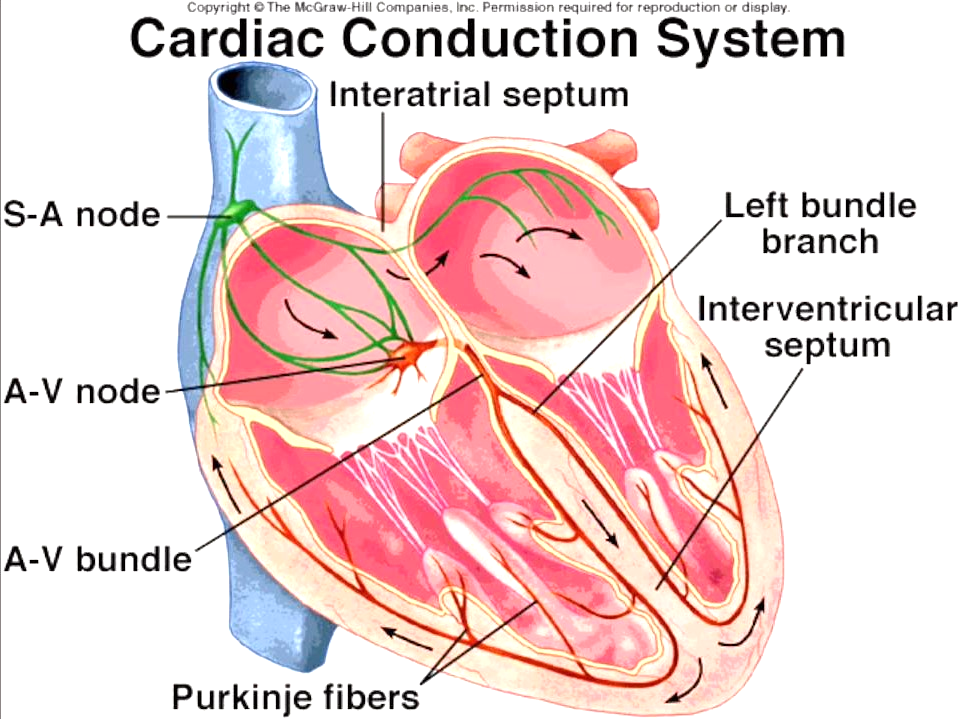 Copyright © The McGraw-Hill Companies, Inc. Permission required for reproduction or display.
Cardiac Conduction System
Interatrial septum
S-A node
Left bundle
branch
Interventricular
septum
A-V node
A-V bundle
Purkinje fibers